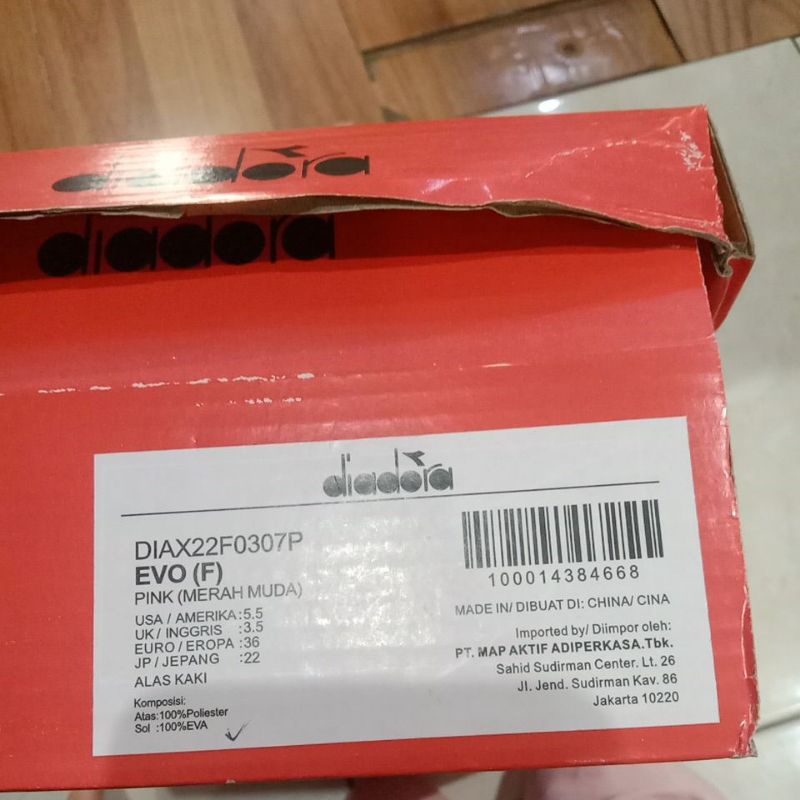 diadora
diadora
diadora
DIAX22F0307P
EVO (F)
PINK (MERAH MUDA)
USA / AMERIKA :5.5
UK / INGGRIS :3.5
EURO / EROPA :36
JP / JEPANG :22
ALAS KAKI
Komposisi:
Atas:100%Poliester
Sol :100%EVA
100014384668
MADE IN/ DIBUAT DI: CHINA/ CINA
Imported by/ Diimpor oleh:
PT. MAP AKTIF ADIPERKASA.Tbk.
Sahid Sudirman Center. Lt. 26
Jl. Jend. Sudirman Kav. 86
Jakarta 10220